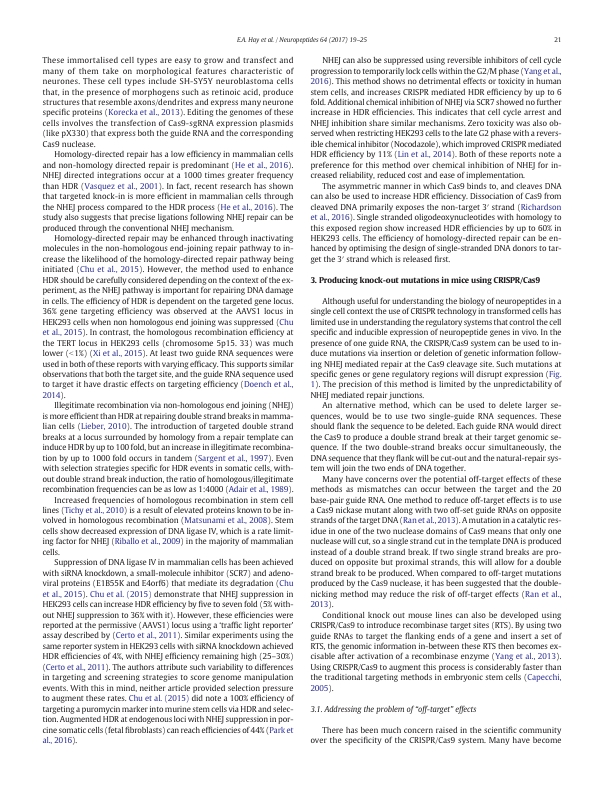 E.A. Hay et al. / Neuropeptides 64 (2017) 19–25
21
These immortalised cell types are easy to grow and transfect and
many of them take on morphological features characteristic of
neurones. These cell types include SH-SY5Y neuroblastoma cells
that, in the presence of morphogens such as retinoic acid, produce
structures that resemble axons/dendrites and express many neurone
specific proteins (Korecka et al., 2013). Editing the genomes of these
cells involves the transfection of Cas9-sgRNA expression plasmids
(like pX330) that express both the guide RNA and the corresponding
Cas9 nuclease.
Homology-directed repair has a low efficiency in mammalian cells
and non-homology directed repair is predominant (He et al., 2016).
NHEJ directed integrations occur at a 1000 times greater frequency
than HDR (Vasquez et al., 2001). In fact, recent research has shown
that targeted knock-in is more efficient in mammalian cells through
the NHEJ process compared to the HDR process (He et al., 2016). The
study also suggests that precise ligations following NHEJ repair can be
produced through the conventional NHEJ mechanism.
Homology-directed repair may be enhanced through inactivating
molecules in the non-homologous end-joining repair pathway to in-
crease the likelihood of the homology-directed repair pathway being
initiated (Chu et al., 2015). However, the method used to enhance
HDR should be carefully considered depending on the context of the ex-
periment, as the NHEJ pathway is important for repairing DNA damage
in cells. The efficiency of HDR is dependent on the targeted gene locus.
36% gene targeting efficiency was observed at the AAVS1 locus in
HEK293 cells when non homologous end joining was suppressed (Chu
et al., 2015). In contrast, the homologous recombination efficiency at
the TERT locus in HEK293 cells (chromosome 5p15. 33) was much
lower (<1%) (Xi et al., 2015). At least two guide RNA sequences were
used in both of these reports with varying efficacy. This supports similar
observations that both the target site, and the guide RNA sequence used
to target it have drastic effects on targeting efficiency (Doench et al.,
2014).
Illegitimate recombination via non-homologous end joining (NHEJ)
is more efficient than HDR at repairing double strand breaks in mamma-
lian cells (Lieber, 2010). The introduction of targeted double strand
breaks at a locus surrounded by homology from a repair template can
induce HDR by up to 100 fold, but an increase in illegitimate recombina-
tion by up to 1000 fold occurs in tandem (Sargent et al., 1997). Even
with selection strategies specific for HDR events in somatic cells, with-
out double strand break induction, the ratio of homologous/illegitimate
recombination frequencies can be as low as 1:4000 (Adair et al., 1989).
Increased frequencies of homologous recombination in stem cell
lines (Tichy et al., 2010) is a result of elevated proteins known to be in-
volved in homologous recombination (Matsunami et al., 2008). Stem
cells show decreased expression of DNA ligase IV, which is a rate limit-
ing factor for NHEJ (Riballo et al., 2009) in the majority of mammalian
cells.
Suppression of DNA ligase IV in mammalian cells has been achieved
with siRNA knockdown, a small-molecule inhibitor (SCR7) and adeno-
viral proteins (E1B55K and E4orf6) that mediate its degradation (Chu
et al., 2015). Chu et al. (2015) demonstrate that NHEJ suppression in
HEK293 cells can increase HDR efficiency by five to seven fold (5% with-
out NHEJ suppression to 36% with it). However, these efficiencies were
reported at the permissive (AAVS1) locus using a 'traffic light reporter'
assay described by (Certo et al., 2011). Similar experiments using the
same reporter system in HEK293 cells with siRNA knockdown achieved
HDR efficiencies of 4%, with NHEJ efficiency remaining high (25–30%)
(Certo et al., 2011). The authors attribute such variability to differences
in targeting and screening strategies to score genome manipulation
events. With this in mind, neither article provided selection pressure
to augment these rates. Chu et al. (2015) did note a 100% efficiency of
targeting a puromycin marker into murine stem cells via HDR and selec-
tion. Augmented HDR at endogenous loci with NHEJ suppression in por-
cine somatic cells (fetal fibroblasts) can reach efficiencies of 44% (Park et
al., 2016).
NHEJ can also be suppressed using reversible inhibitors of cell cycle
progression to temporarily lock cells within the G2/M phase (Yang et al.,
2016). This method shows no detrimental effects or toxicity in human
stem cells, and increases CRISPR mediated HDR efficiency by up to 6
fold. Additional chemical inhibition of NHEJ via SCR7 showed no further
increase in HDR efficiencies. This indicates that cell cycle arrest and
NHEJ inhibition share similar mechanisms. Zero toxicity was also ob-
served when restricting HEK293 cells to the late G2 phase with a revers-
ible chemical inhibitor (Nocodazole), which improved CRISPR mediated
HDR efficiency by 11% (Lin et al., 2014). Both of these reports note a
preference for this method over chemical inhibition of NHEJ for in-
creased reliability, reduced cost and ease of implementation.
The asymmetric manner in which Cas9 binds to, and cleaves DNA
can also be used to increase HDR efficiency. Dissociation of Cas9 from
cleaved DNA primarily exposes the non-target 3′ strand (Richardson
et al., 2016). Single stranded oligodeoxynucleotides with homology to
this exposed region show increased HDR efficiencies by up to 60% in
HEK293 cells. The efficiency of homology-directed repair can be en-
hanced by optimising the design of single-stranded DNA donors to tar-
get the 3′ strand which is released first.
3. Producing knock-out mutations in mice using CRISPR/Cas9
Although useful for understanding the biology of neuropeptides in a
single cell context the use of CRISPR technology in transformed cells has
limited use in understanding the regulatory systems that control the cell
specific and inducible expression of neuropeptide genes in vivo. In the
presence of one guide RNA, the CRISPR/Cas9 system can be used to in-
duce mutations via insertion or deletion of genetic information follow-
ing NHEJ mediated repair at the Cas9 cleavage site. Such mutations at
specific genes or gene regulatory regions will disrupt expression (Fig.
1). The precision of this method is limited by the unpredictability of
NHEJ mediated repair junctions.
An alternative method, which can be used to delete larger se-
quences, would be to use two single-guide RNA sequences. These
should flank the sequence to be deleted. Each guide RNA would direct
the Cas9 to produce a double strand break at their target genomic se-
quence. If the two double-strand breaks occur simultaneously, the
DNA sequence that they flank will be cut-out and the natural-repair sys-
tem will join the two ends of DNA together.
Many have concerns over the potential off-target effects of these
methods as mismatches can occur between the target and the 20
base-pair guide RNA. One method to reduce off-target effects is to use
a Cas9 nickase mutant along with two off-set guide RNAs on opposite
strands of the target DNA (Ran et al., 2013). A mutation in a catalytic res-
idue in one of the two nuclease domains of Cas9 means that only one
nuclease will cut, so a single strand cut in the template DNA is produced
instead of a double strand break. If two single strand breaks are pro-
duced on opposite but proximal strands, this will allow for a double
strand break to be produced. When compared to off-target mutations
produced by the Cas9 nuclease, it has been suggested that the double-
nicking method may reduce the risk of off-target effects (Ran et al.,
2013).
Conditional knock out mouse lines can also be developed using
CRISPR/Cas9 to introduce recombinase target sites (RTS). By using two
guide RNAs to target the flanking ends of a gene and insert a set of
RTS, the genomic information in-between these RTS then becomes ex-
cisable after activation of a recombinase enzyme (Yang et al., 2013).
Using CRISPR/Cas9 to augment this process is considerably faster than
the traditional targeting methods in embryonic stem cells (Capecchi,
2005).
3.1. Addressing the problem of "off-target" effects
There has been much concern raised in the scientific community
over the specificity of the CRISPR/Cas9 system. Many have become